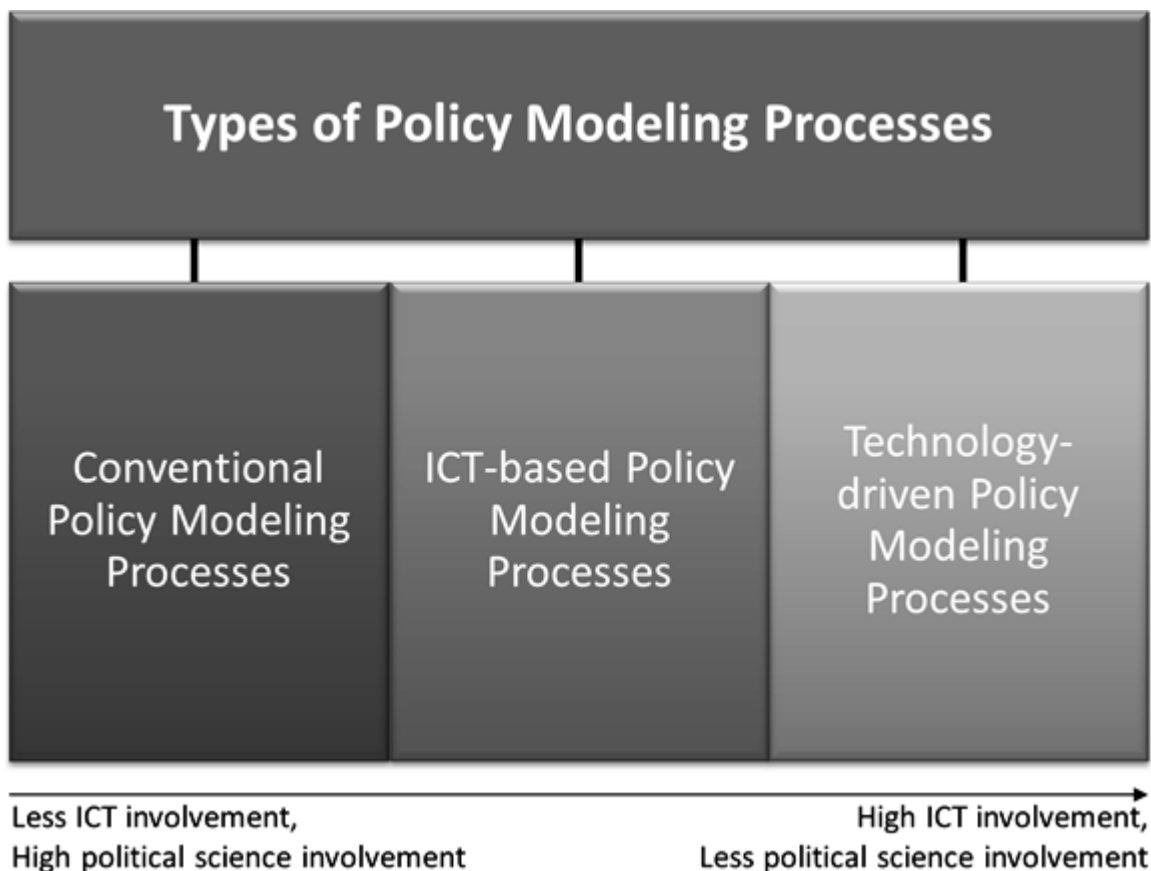 Types of Policy Modeling Processes
Conventional
Policy Modeling
Processes
ICT-based Policy
Modeling
Processes
Technology-
driven Policy
Modeling
Processes
Less ICT involvement,
High political science involvement
High ICT involvement,
Less political science involvement